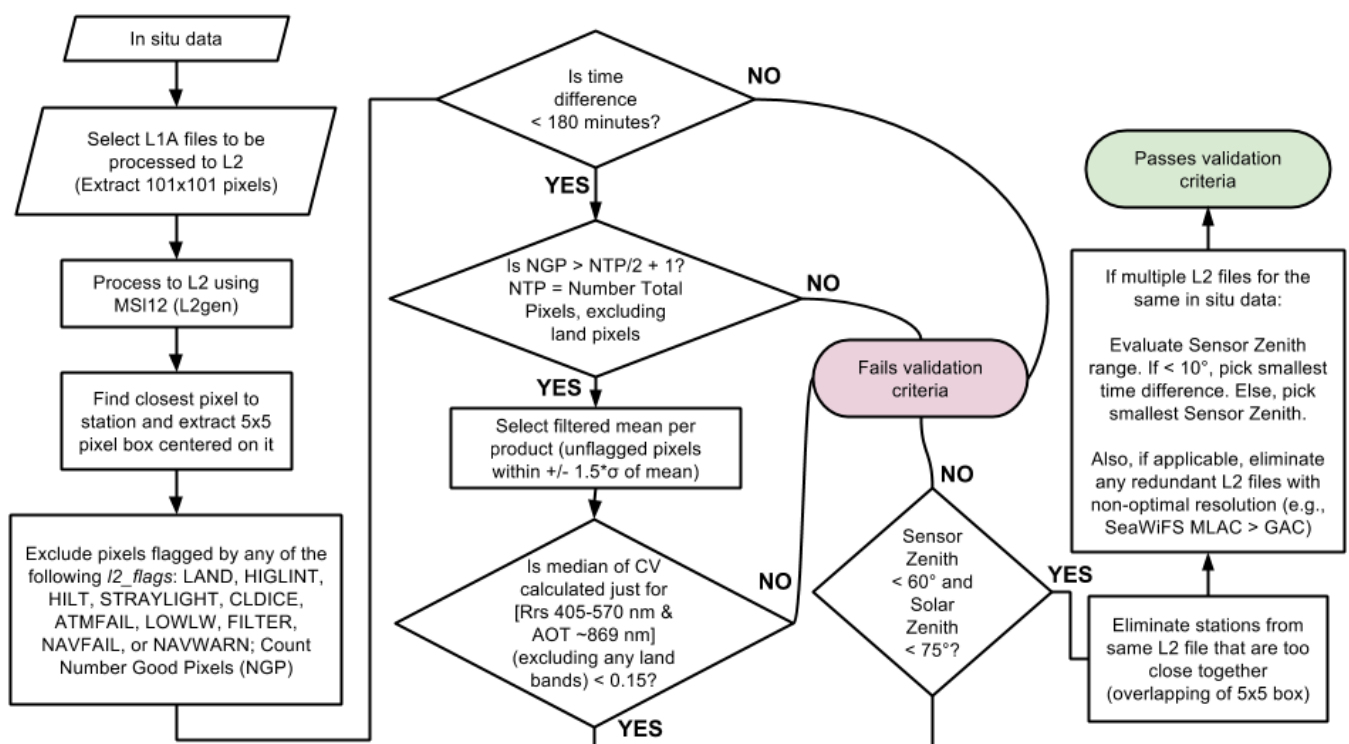 In situ data
Select L1A files to be
processed to L2
(Extract 101x101 pixels)
Process to L2 using
MSI12 (L2gen)
Find closest pixel to
station and extract 5x5
pixel box centered on it
Exclude pixels flagged by any of the
following l2_flags: LAND, HIGLINT,
HILT, STRAYLIGHT, CLDICE,
ATMFAIL, LOWLW, FILTER,
NAVFAIL, or NAVWARN; Count
Number Good Pixels (NGP)
Is time
difference
< 180 minutes?
NO
YES
Is NGP > NTP/2 + 1?
NTP = Number Total
Pixels, excluding
land pixels
NO
YES
Select filtered mean per
product (unflagged pixels
within +/- 1.5*σ of mean)
Is median of CV
calculated just for
[Rrs 405-570 nm &
AOT ~869 nm]
(excluding any land
bands) < 0.15?
NO
YES
Fails validation
criteria
NO
Sensor
Zenith
< 60° and
Solar
Zenith
< 75°?
YES
Eliminate stations from
same L2 file that are too
close together
(overlapping of 5x5 box)
If multiple L2 files for the
same in situ data:
Evaluate Sensor Zenith
range. If < 10°, pick smallest
time difference. Else, pick
smallest Sensor Zenith.
Also, if applicable, eliminate
any redundant L2 files with
non-optimal resolution (e.g.,
SeaWiFS MLAC > GAC)
Passes validation
criteria